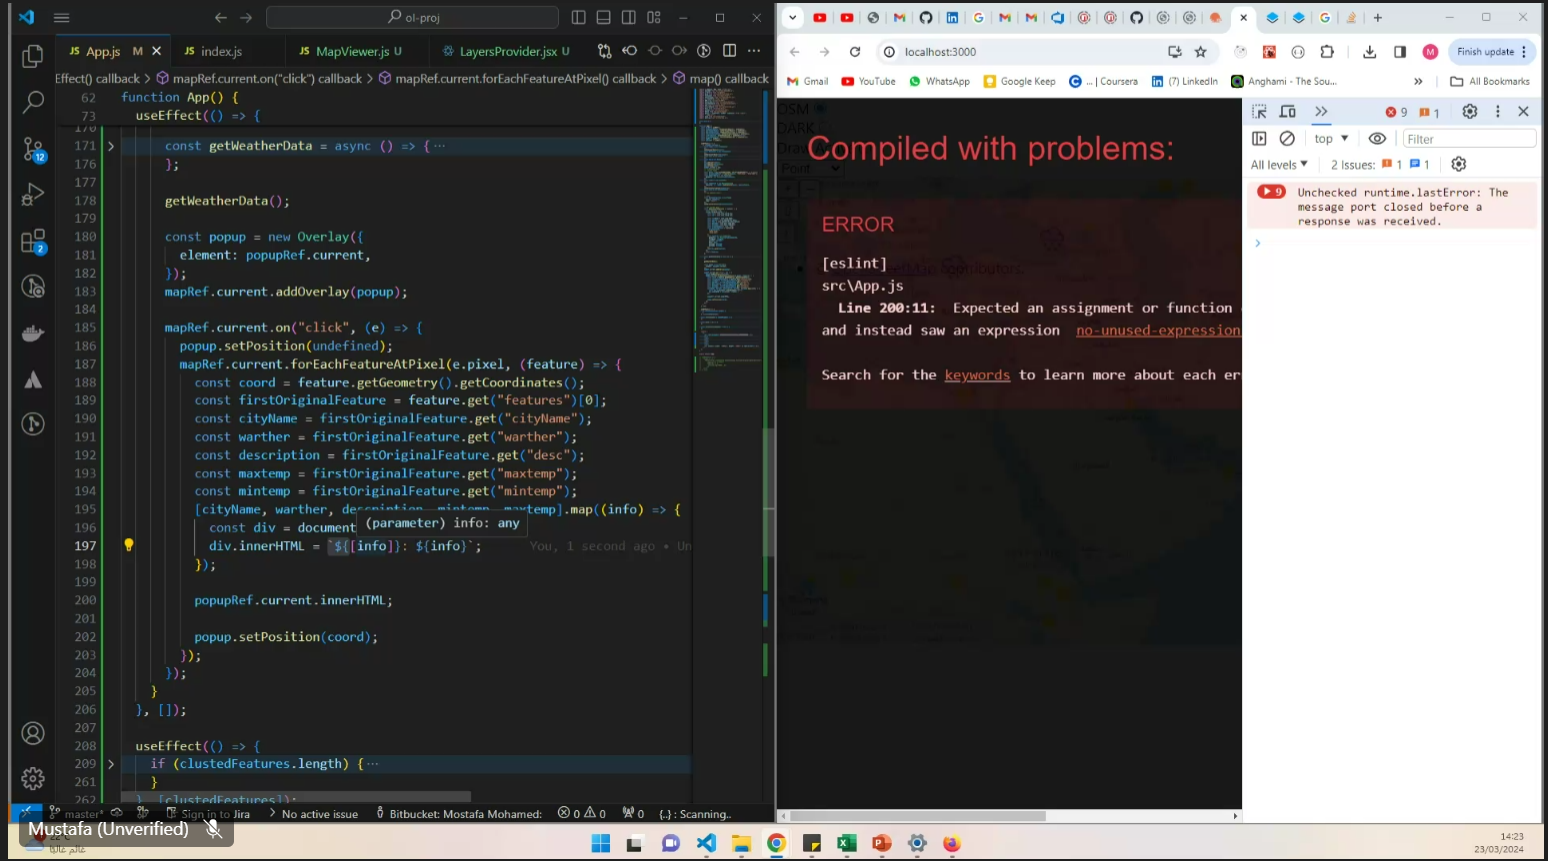 ol-proj
JS App.js M
JS index.js
JS MapViewer.js U
LayersProvider.jsx U
Effect() callback > mapRef.current.on("click") callback > mapRef.current.forEachFeatureAtPixel() callback > map() callback
62 function App() {
73 useEffect(() => {
170
171 const getWeatherData = async () => { ···
176 };
177
178 getWeatherData();
179
180 const popup = new Overlay({
181 element: popupRef.current,
182 });
183 mapRef.current.addOverlay(popup);
184
185 mapRef.current.on("click", (e) => {
186 popup.setPosition(undefined);
187 mapRef.current.forEachFeatureAtPixel(e.pixel, (feature) => {
188 const coord = feature.getGeometry().getCoordinates();
189 const firstOriginalFeature = feature.get("features")[0];
190 const cityName = firstOriginalFeature.get("cityName");
191 const warther = firstOriginalFeature.get("warther");
192 const description = firstOriginalFeature.get("desc");
193 const maxtemp = firstOriginalFeature.get("maxtemp");
194 const mintemp = firstOriginalFeature.get("mintemp");
195 [cityName, warther, description, mintemp, maxtemp].map((info) => {
(parameter) info: any
196 const div = document
197 div.innerHTML = `${[info]}: ${info}`; You, 1 second ago • Un
198 });
199
200 popupRef.current.innerHTML;
201
202 popup.setPosition(coord);
203 });
204 });
205 }
206 }, []);
207
208 useEffect(() => {
209 if (clustedFeatures.length) { ···
261 }
262 }, [clustedFeatures]);
12
2
master*
Sign in to Jira
No active issue
Bitbucket: Mostafa Mohamed:
0 0
0
{..} : Scanning..
Mustafa (Unverified)
localhost:3000
M
Finish update
Gmail
YouTube
WhatsApp
Google Keep
... | Coursera
(7) LinkedIn
Anghami - The Sou...
All Bookmarks
OSM
DARK
Draw
Point
Compiled with problems:
ERROR
[eslint]
src\App.js
Line 200:11: Expected an assignment or function
and instead saw an expression no-unused-expression
Search for the keywords to learn more about each er
contributors.
9 1
top
Filter
All levels
2 Issues: 1 1
9 Unchecked runtime.lastError: The
message port closed before a
response was received.
14:23
23/03/2024